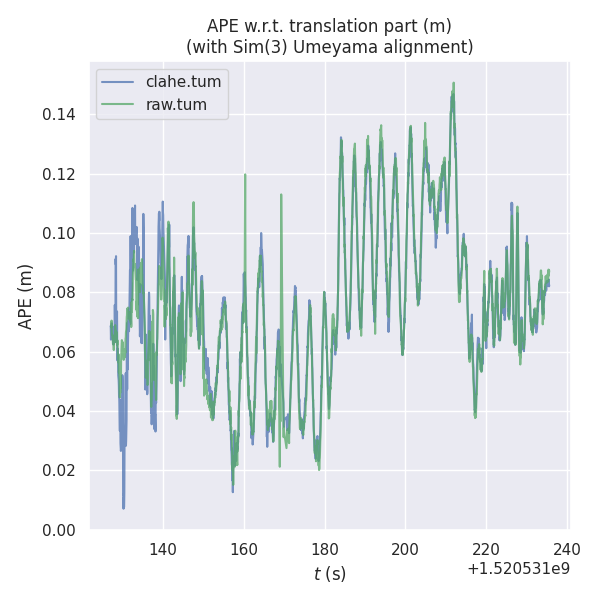 APE w.r.t. translation part (m)
(with Sim(3) Umeyama alignment)
clahe.tum
raw.tum
APE (m)
0.14
0.12
0.10
0.08
0.06
0.04
0.02
0.00
140 160 180 200 220 240
+1.520531e9
t (s)